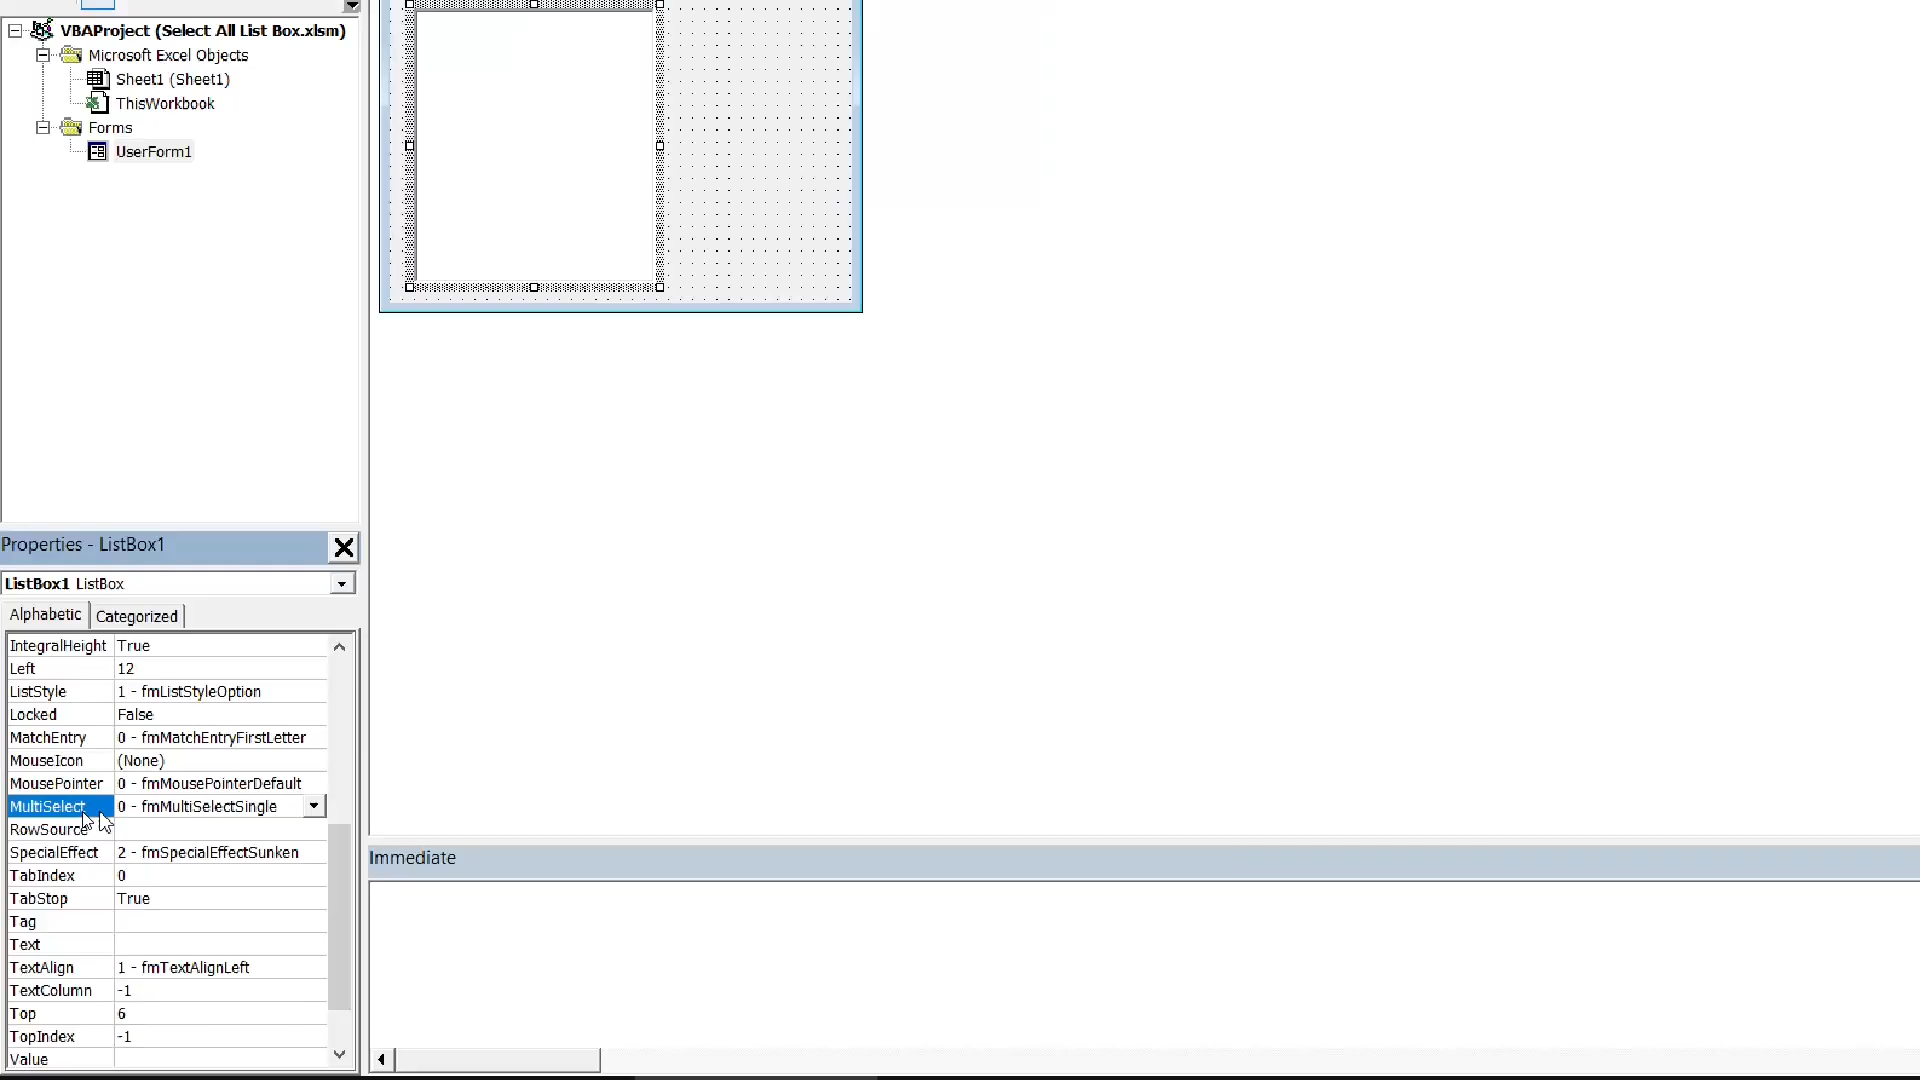 VBAProject (Select All List Box.xlsm)
Microsoft Excel Objects
Sheet1 (Sheet1)
ThisWorkbook
Forms
UserForm1
Properties - ListBox1
ListBox1 ListBox
Alphabetic Categorized
IntegralHeight True
Left 12
ListStyle 1 - fmListStyleOption
Locked False
MatchEntry 0 - fmMatchEntryFirstLetter
MouseIcon (None)
MousePointer 0 - fmMousePointerDefault
MultiSelect 0 - fmMultiSelectSingle
RowSource
SpecialEffect 2 - fmSpecialEffectSunken
TabIndex 0
TabStop True
Tag
Text
TextAlign 1 - fmTextAlignLeft
TextColumn -1
Top 6
TopIndex -1
Value
Immediate